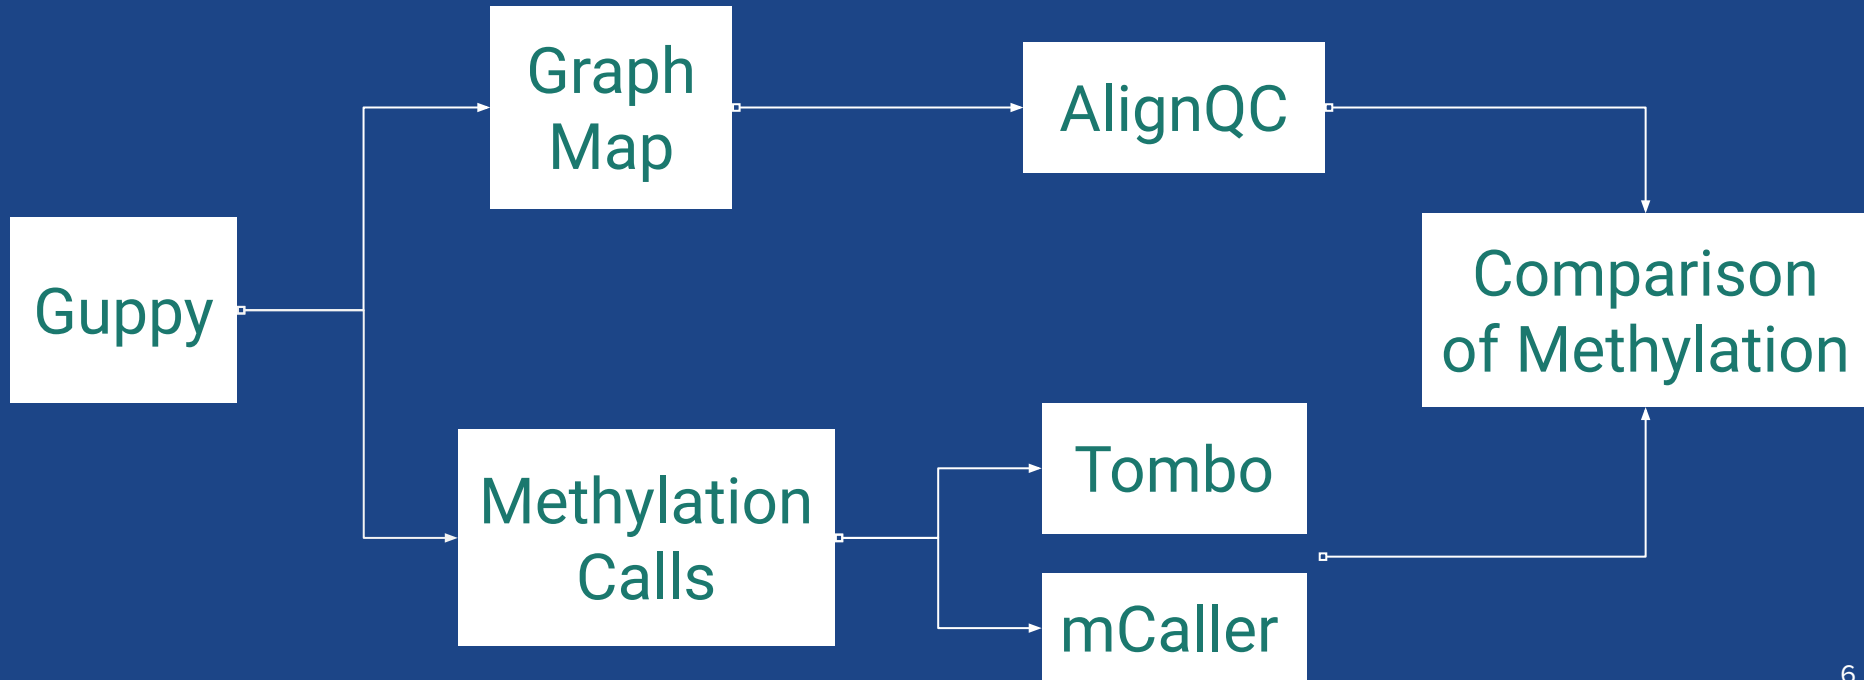 Graph
Map
AlignQC
Guppy
Comparison
of Methylation
Methylation
Calls
Tombo
mCaller
6